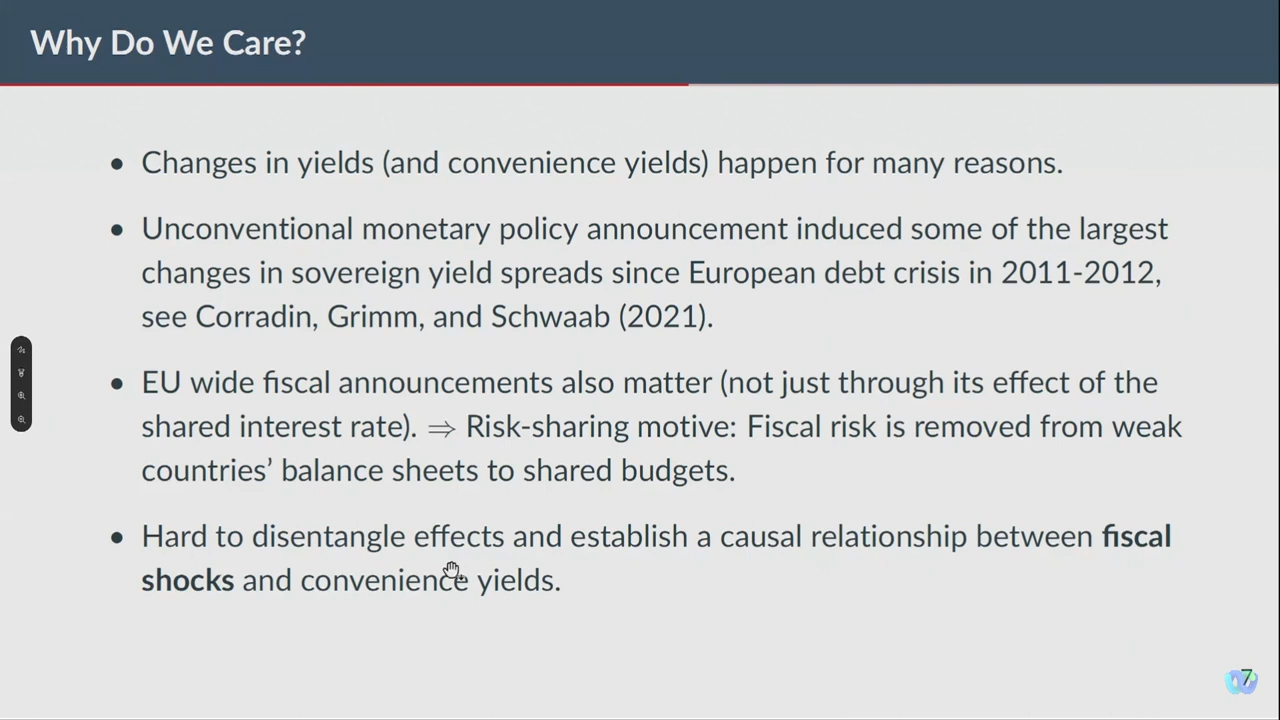 Why Do We Care?
• Changes in yields (and convenience yields) happen for many reasons.
• Unconventional monetary policy announcement induced some of the largest
changes in sovereign yield spreads since European debt crisis in 2011-2012,
see Corradin, Grimm, and Schwaab (2021).
• EU wide fiscal announcements also matter (not just through its effect of the
shared interest rate). ⇒ Risk-sharing motive: Fiscal risk is removed from weak
countries' balance sheets to shared budgets.
• Hard to disentangle effects and establish a causal relationship between fiscal
shocks and convenience yields.
7